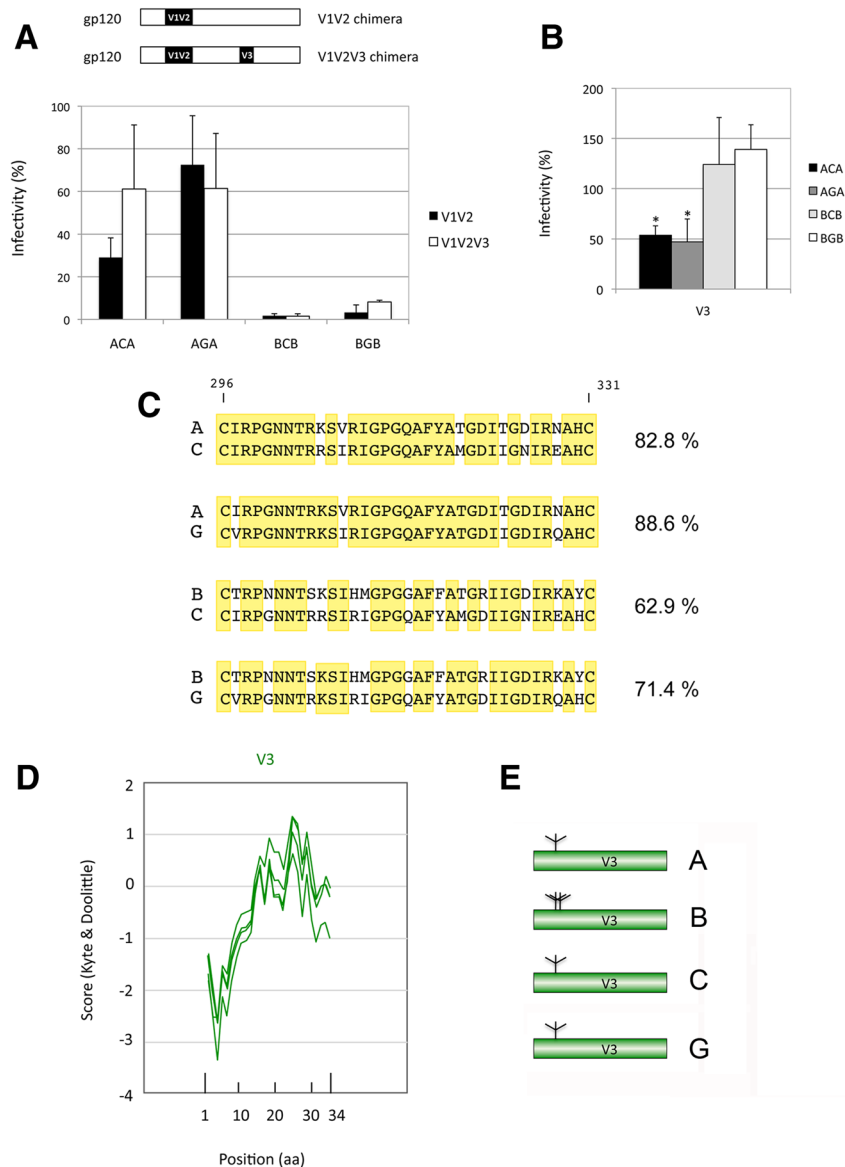 A
gp120 V1V2 V1V2 chimera
gp120 V1V2 V3 V1V2V3 chimera
Infectivity (%)
100
80
60
40
20
0
ACA AGA BCB BGB
V1V2
V1V2V3
B
Infectivity (%)
200
150
100
50
0
* *
V3
ACA
AGA
BCB
BGB
C
296 331
A CIRPGNNTRKSVRIGPGQAFYATGDITGDIRNAHC
C CIRPGNNTRRSIRIGPGQAFYAMGDIIGNIREAHC
82.8 %
A CIRPGNNTRKSVRIGPGQAFYATGDITGDIRNAHC
G CVRPGNNTRKSIRIGPGQAFYATGDIIGDIRQAHC
88.6 %
B CTRPNNNTSKSIHMGPGGAFFATGRIIGDIRKAYC
C CIRPGNNTRRSIRIGPGQAFYAMGDIIGNIREAHC
62.9 %
B CTRPNNNTSKSIHMGPGGAFFATGRIIGDIRKAYC
G CVRPGNNTRKSIRIGPGQAFYATGDIIGDIRQAHC
71.4 %
D
V3
Score (Kyte & Doolittle)
2
1
0
-1
-2
-3
-4
1 10 20 30 34
Position (aa)
E
V3 A
V3 B
V3 C
V3 G